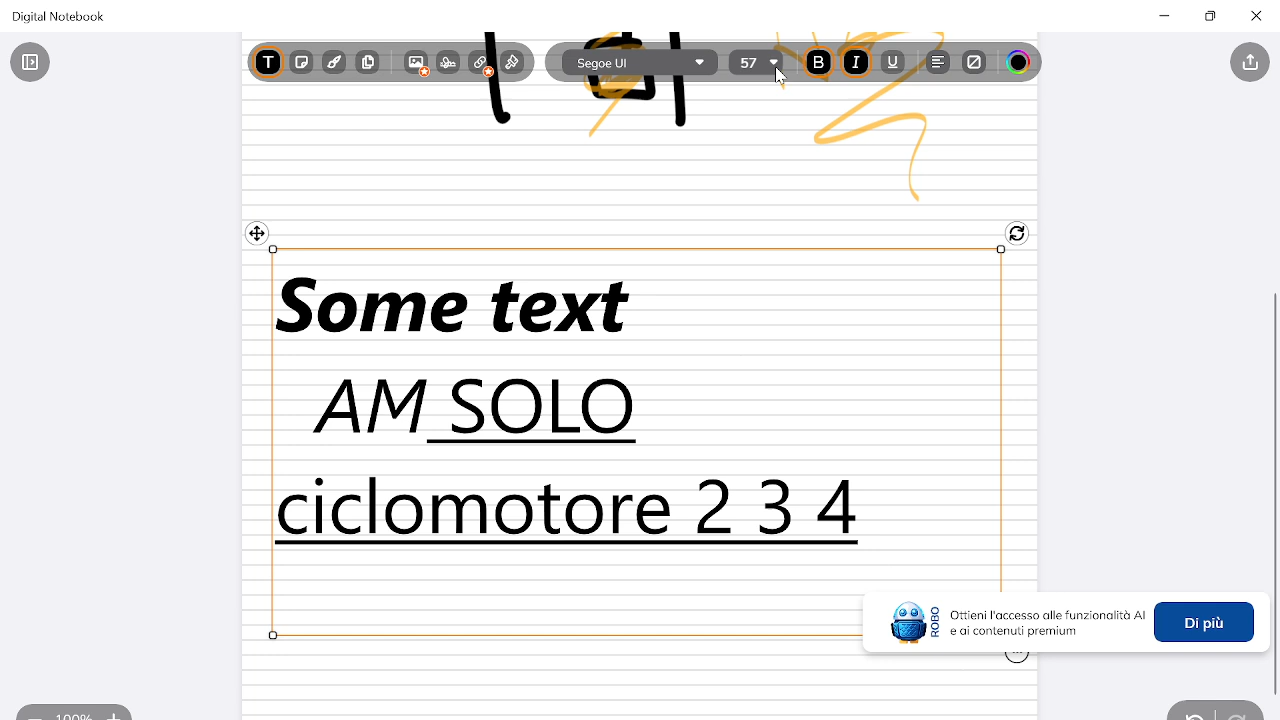 Digital Notebook
T
Segoe UI
57
B
I
U
Some text
AM SOLO
ciclomotore 2 3 4
ROBO
Ottieni l'accesso alle funzionalità AI
e ai contenuti premium
Di più
100%